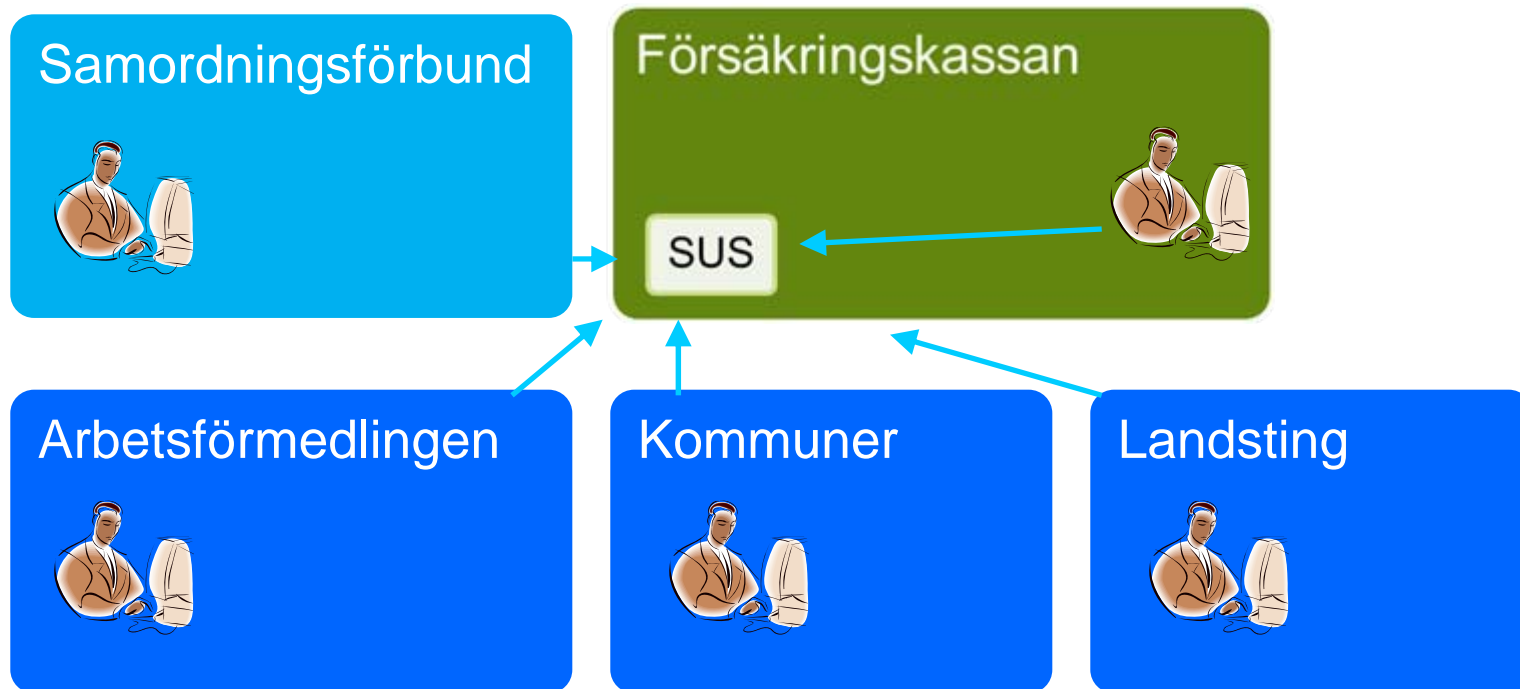 Samordningsförbund
Försäkringskassan
SUS
Arbetsförmedlingen
Kommuner
Landsting